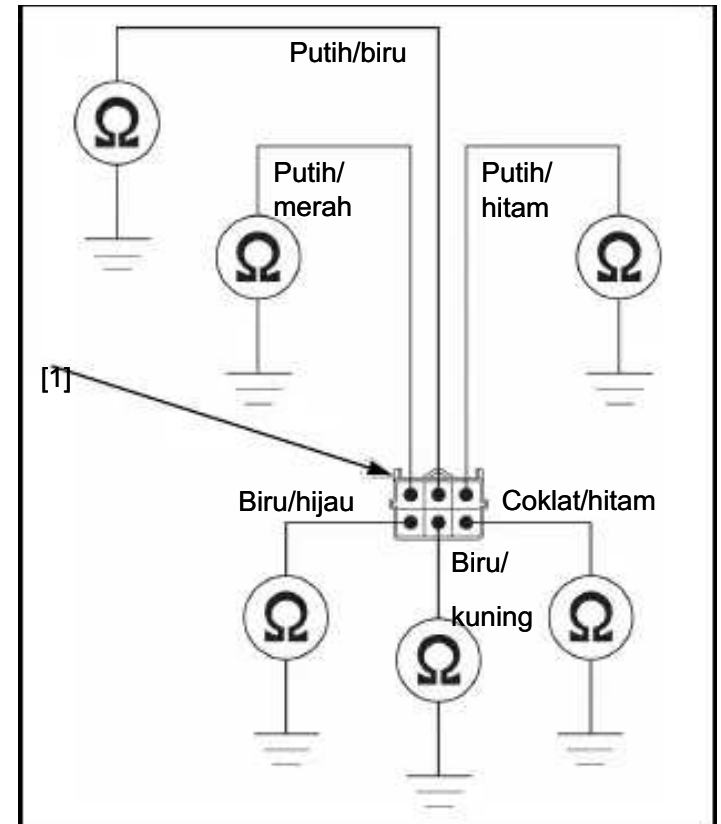 Putih/biru
Putih/
merah
Putih/
hitam
[1]
Biru/hijau
Coklat/hitam
Biru/
kuning
Ω
Ω
Ω
Ω
Ω
Ω